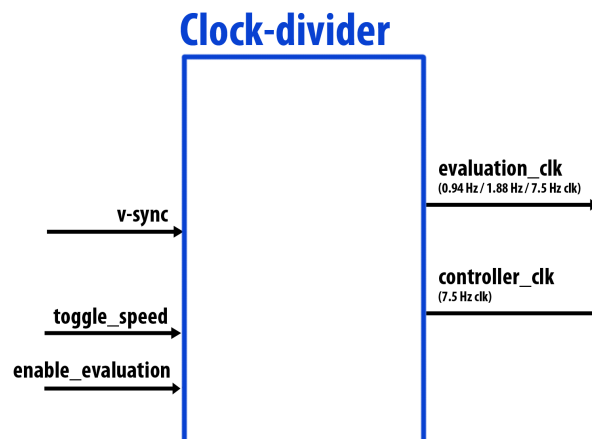 Clock-divider
evaluation_clk
(0.94 Hz / 1.88 Hz / 7.5 Hz clk)
v-sync
controller_clk
(7.5 Hz clk)
toggle_speed
enable_evaluation